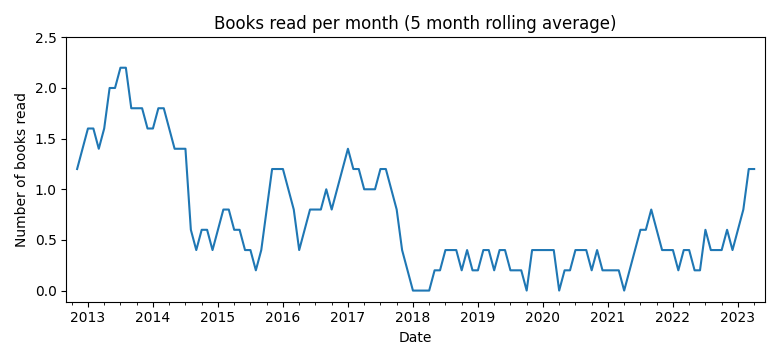 Books read per month (5 month rolling average)
Number of books read
2.5
2.0
1.5
1.0
0.5
0.0
2013 2014 2015 2016 2017 2018 2019 2020 2021 2022 2023
Date